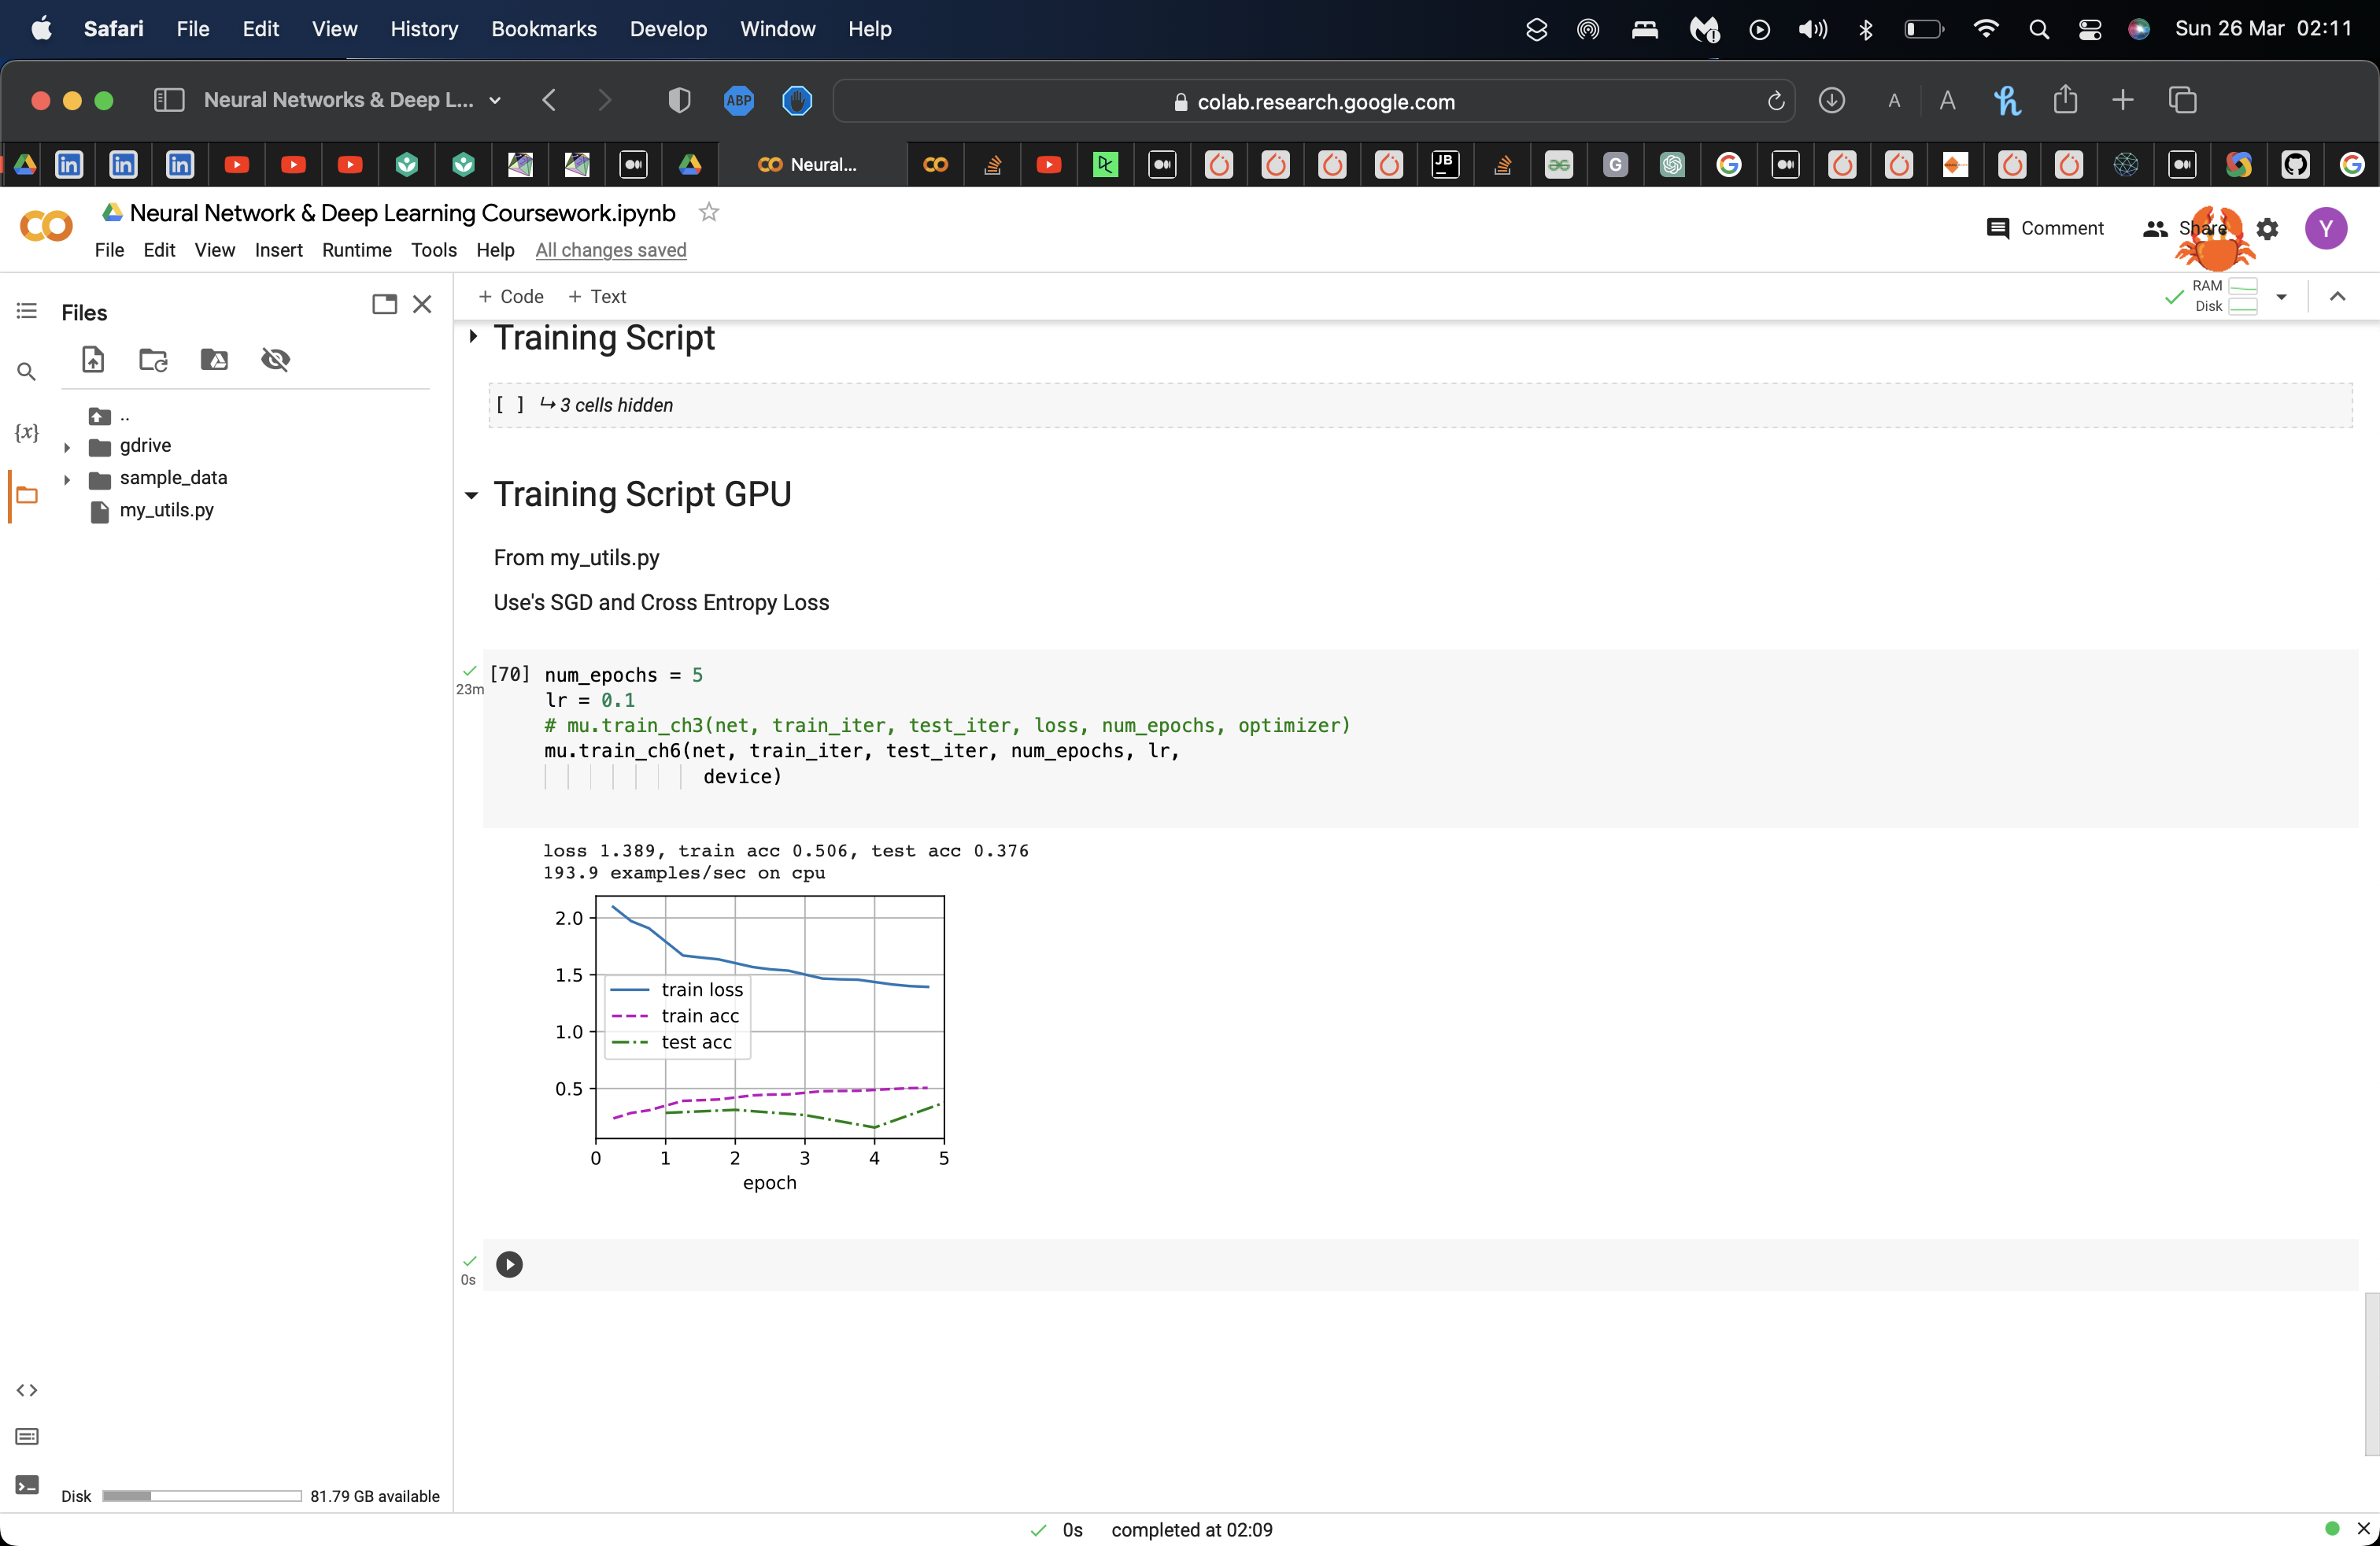 Safari File Edit View History Bookmarks Develop Window Help Sun 26 Mar 02:11
Neural Networks & Deep L... ABP colab.research.google.com A A
Neural... JB G
Neural Network & Deep Learning Coursework.ipynb
Comment Share Y
File Edit View Insert Runtime Tools Help All changes saved
Files
+ Code + Text
RAM
Disk
Training Script
[ ] ↳ 3 cells hidden
..
gdrive
sample_data
my_utils.py
{x}
Training Script GPU
From my_utils.py
Use's SGD and Cross Entropy Loss
23m
[70] num_epochs = 5
lr = 0.1
# mu.train_ch3(net, train_iter, test_iter, loss, num_epochs, optimizer)
mu.train_ch6(net, train_iter, test_iter, num_epochs, lr,
device)
loss 1.389, train acc 0.506, test acc 0.376
193.9 examples/sec on cpu
2.0
1.5
1.0
0.5
train loss
train acc
test acc
0 1 2 3 4 5
epoch
0s
Disk 81.79 GB available
0s completed at 02:09